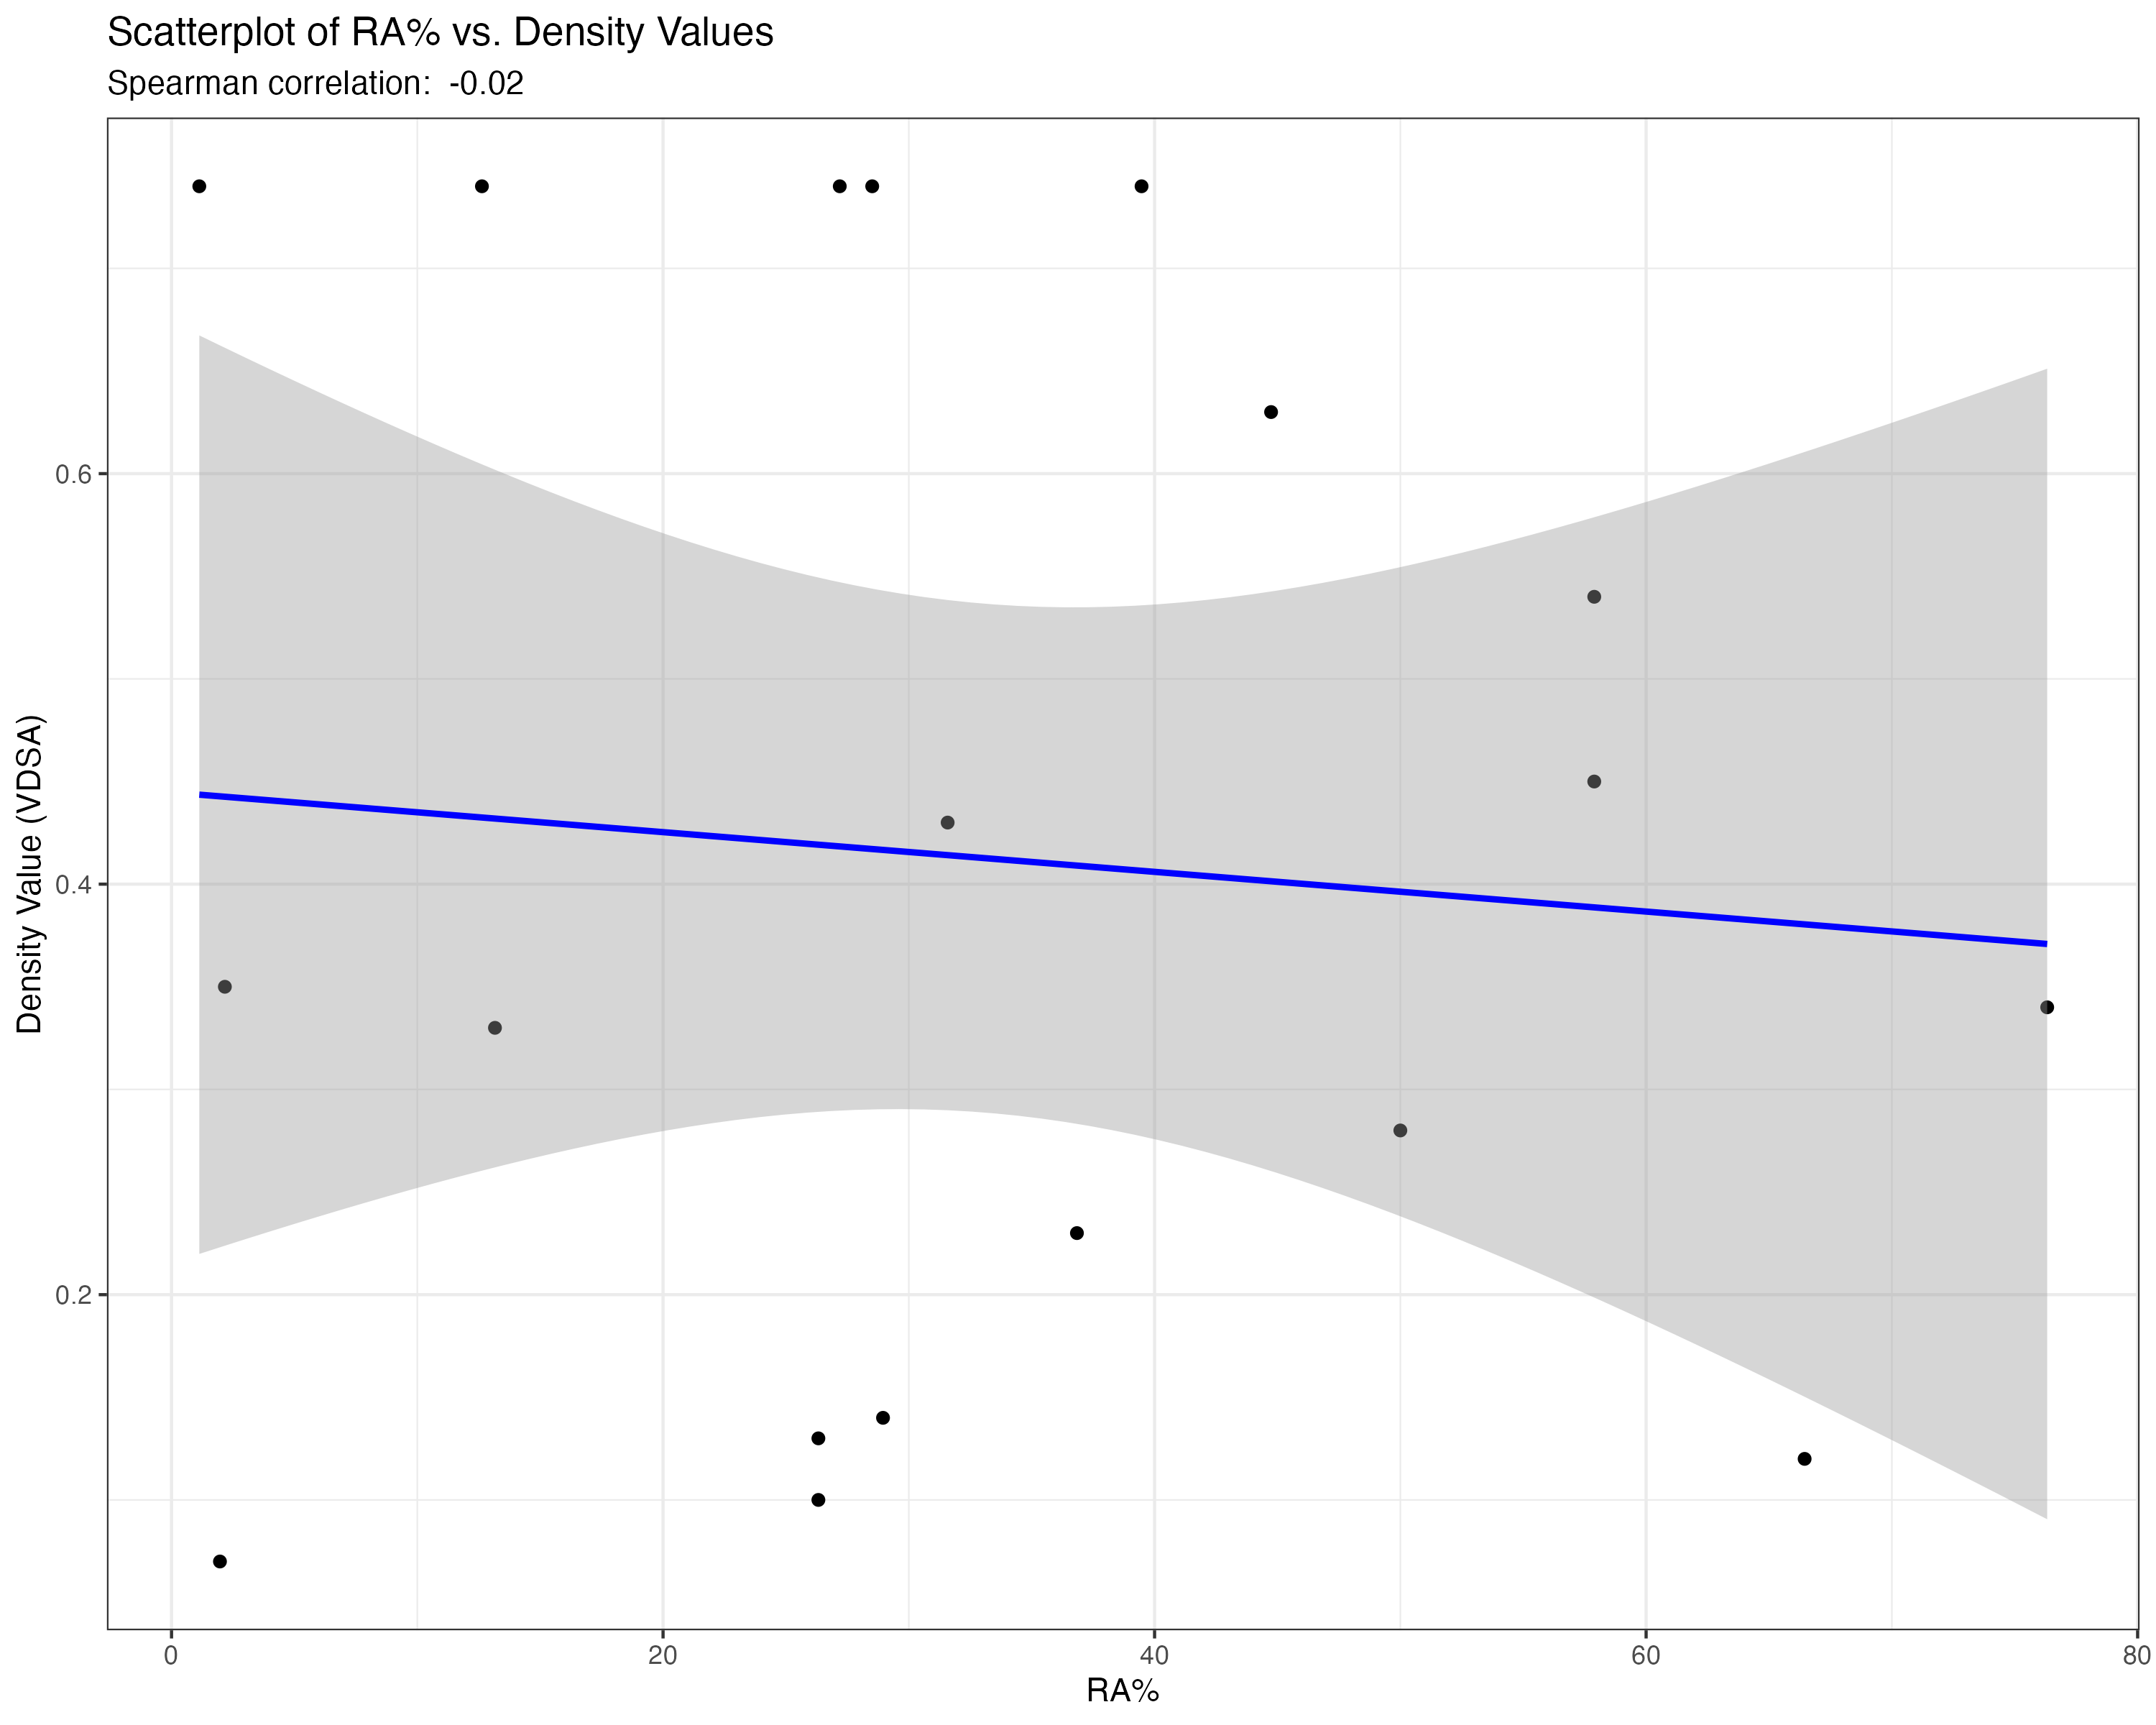 Scatterplot of RA% vs. Density Values
Spearman correlation:  -0.02
Density Value (VDSA)
0.6
0.4
0.2
0 20 40 60 80
RA%